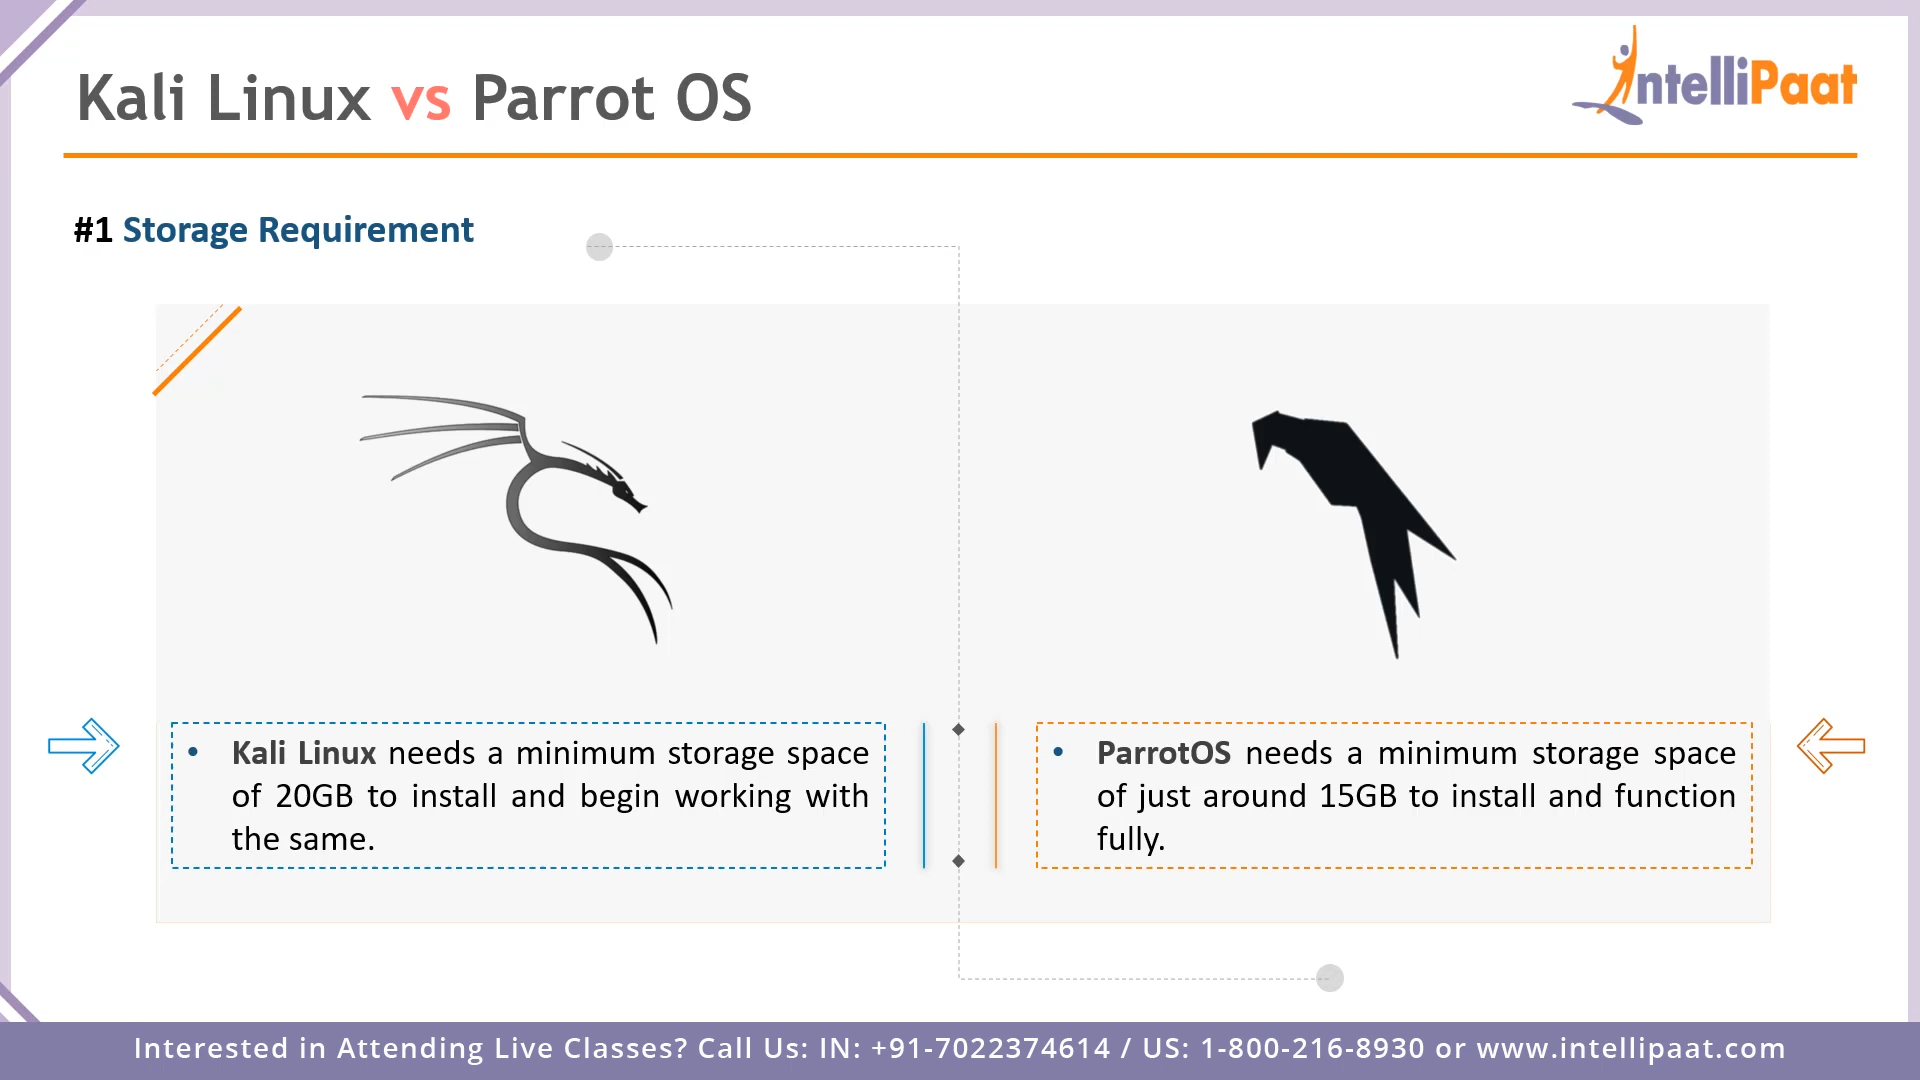 Kali Linux vs Parrot OS
IntelliPaat
#1 Storage Requirement
• Kali Linux needs a minimum storage space
of 20GB to install and begin working with
the same.
• ParrotOS needs a minimum storage space
of just around 15GB to install and function
fully.
Interested in Attending Live Classes? Call Us: IN: +91-7022374614 / US: 1-800-216-8930 or www.intellipaat.com